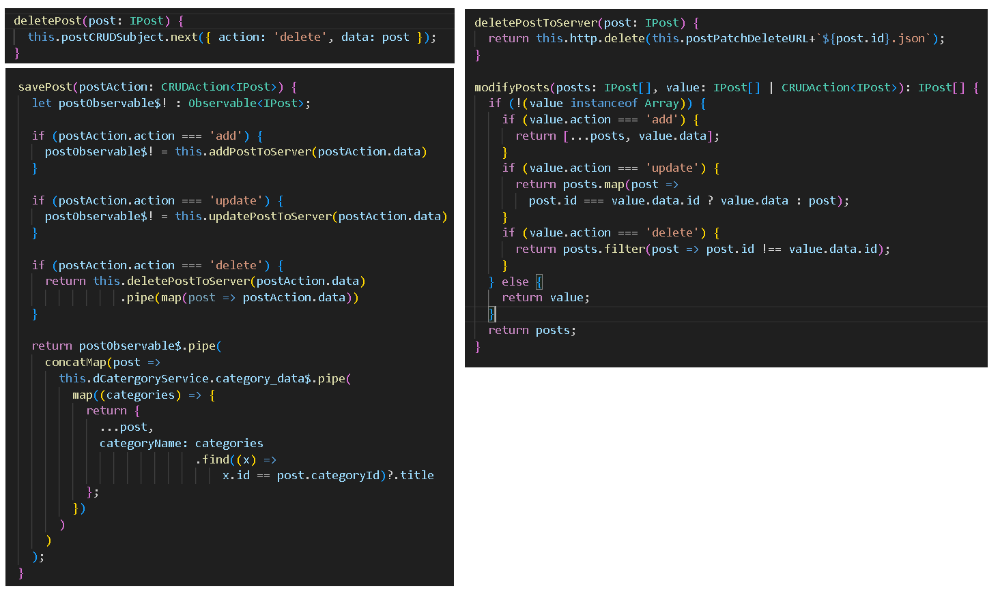 deletePost(post: IPost) {
  this.postCRUDSubject.next({ action: 'delete', data: post });
}
savePost(postAction: CRUDAction<IPost>) {
  let postObservable$! : Observable<IPost>;
  if (postAction.action === 'add') {
    postObservable$! = this.addPostToServer(postAction.data)
  }
  if (postAction.action === 'update') {
    postObservable$! = this.updatePostToServer(postAction.data)
  }
  if (postAction.action === 'delete') {
    return this.deletePostToServer(postAction.data)
               .pipe(map(post => postAction.data))
  }
  return postObservable$.pipe(
    concatMap(post =>
      this.dCatergoryService.category_data$.pipe(
        map((categories) => {
          return {
            ...post,
            categoryName: categories
                          .find((x) =>
                              x.id == post.categoryId)?.title
          };
        })
      )
    )
  );
}
deletePostToServer(post: IPost) {
  return this.http.delete(this.postPatchDeleteURL+`${post.id}.json`);
}
modifyPosts(posts: IPost[], value: IPost[] | CRUDAction<IPost>): IPost[] {
  if (!(value instanceof Array)) {
    if (value.action === 'add') {
      return [...posts, value.data];
    }
    if (value.action === 'update') {
      return posts.map(post =>
        post.id === value.data.id ? value.data : post);
    }
    if (value.action === 'delete') {
      return posts.filter(post => post.id !== value.data.id);
    }
  } else {
    return value;
  }
  return posts;
}